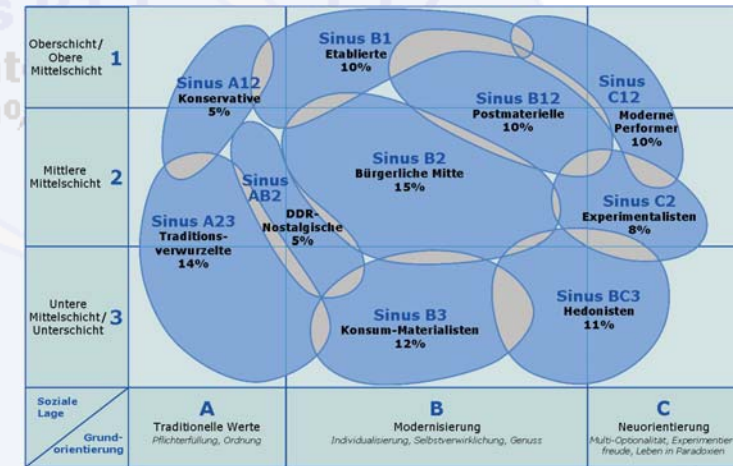 Oberschicht/
Obere
Mittelschicht
1
Sinus B1
Etablierte
10%
Sinus A12
Konservative
5%
Sinus B12
Postmaterielle
10%
Sinus
C12
Moderne
Performer
10%
Mittlere
Mittelschicht
2
Sinus B2
Bürgerliche Mitte
15%
Sinus
AB2
DDR-
Nostalgische
5%
Sinus A23
Traditions-
verwurzelte
14%
Sinus C2
Experimentalisten
8%
Untere
Mittelschicht/
Unterschicht
3
Sinus B3
Konsum-Materialisten
12%
Sinus BC3
Hedonisten
11%
Soziale
Lage
Grund-
orientierung
A
Traditionelle Werte
Pflichterfüllung, Ordnung
B
Modernisierung
Individualisierung, Selbstverwirklichung, Genuss
C
Neuorientierung
Multi-Optionalität, Experimentier-
freude, Leben in Paradoxien